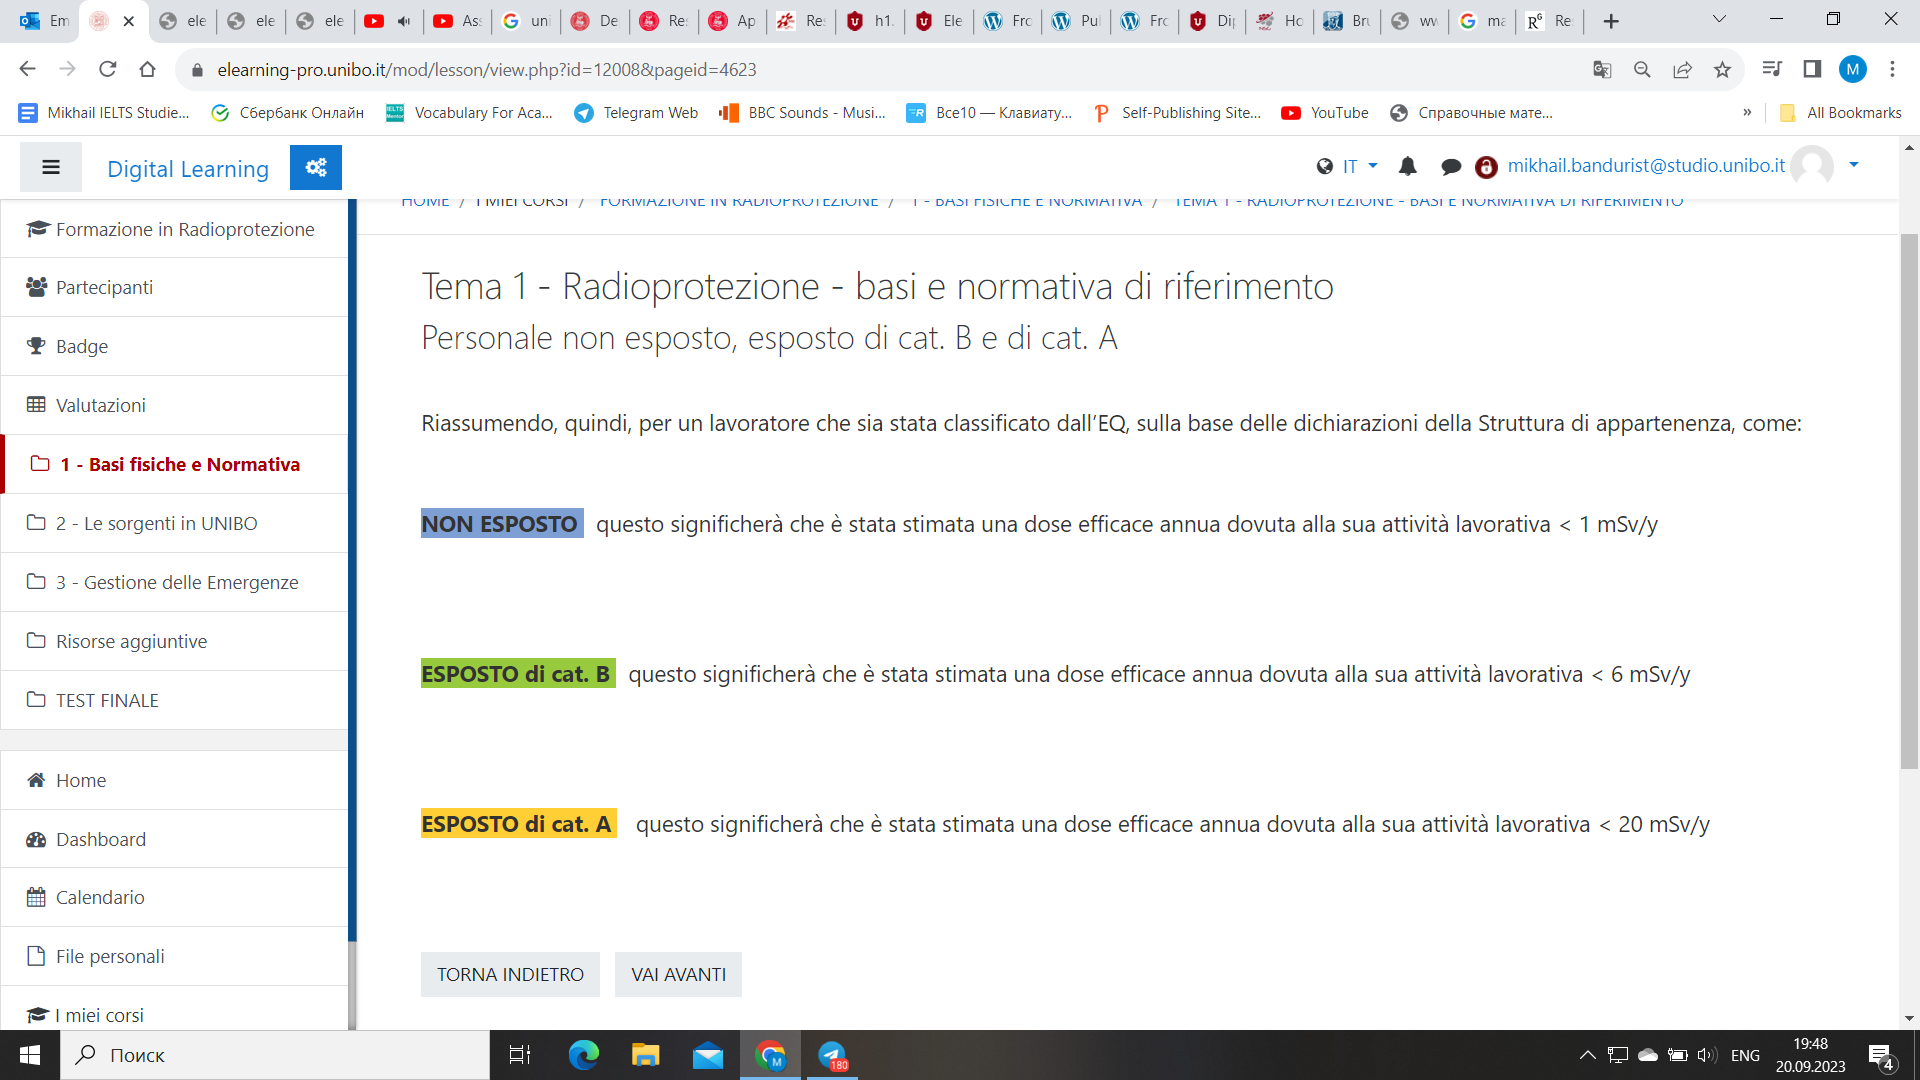 Em
ele
ele
ele
Ass
uni
De
Res
Ap
Res
h1.
Ele
Fro
Pul
Fro
Dip
Ho
Bru
ww
ma
Re
elearning-pro.unibo.it/mod/lesson/view.php?id=12008&pageid=4623
M
Mikhail IELTS Studie...
Сбербанк Онлайн
Vocabulary For Aca...
Telegram Web
BBC Sounds - Musi...
Все10 — Клавиату...
Self-Publishing Site...
YouTube
Справочные мате...
»
All Bookmarks
Digital Learning
IT
mikhail.bandurist@studio.unibo.it
HOME / I MIEI CORSI / FORMAZIONE IN RADIOPROTEZIONE / 1 - BASI FISICHE E NORMATIVA / TEMA 1 - RADIOPROTEZIONE - BASI E NORMATIVA DI RIFERIMENTO
Formazione in Radioprotezione
Partecipanti
Badge
Valutazioni
1 - Basi fisiche e Normativa
2 - Le sorgenti in UNIBO
3 - Gestione delle Emergenze
Risorse aggiuntive
TEST FINALE
Home
Dashboard
Calendario
File personali
I miei corsi
Tema 1 - Radioprotezione - basi e normativa di riferimento
Personale non esposto, esposto di cat. B e di cat. A
Riassumendo, quindi, per un lavoratore che sia stata classificato dall'EQ, sulla base delle dichiarazioni della Struttura di appartenenza, come:
NON ESPOSTO questo significherà che è stata stimata una dose efficace annua dovuta alla sua attività lavorativa < 1 mSv/y
ESPOSTO di cat. B questo significherà che è stata stimata una dose efficace annua dovuta alla sua attività lavorativa < 6 mSv/y
ESPOSTO di cat. A questo significherà che è stata stimata una dose efficace annua dovuta alla sua attività lavorativa < 20 mSv/y
TORNA INDIETRO
VAI AVANTI
Поиск
M
180
ENG
19:48
20.09.2023
4